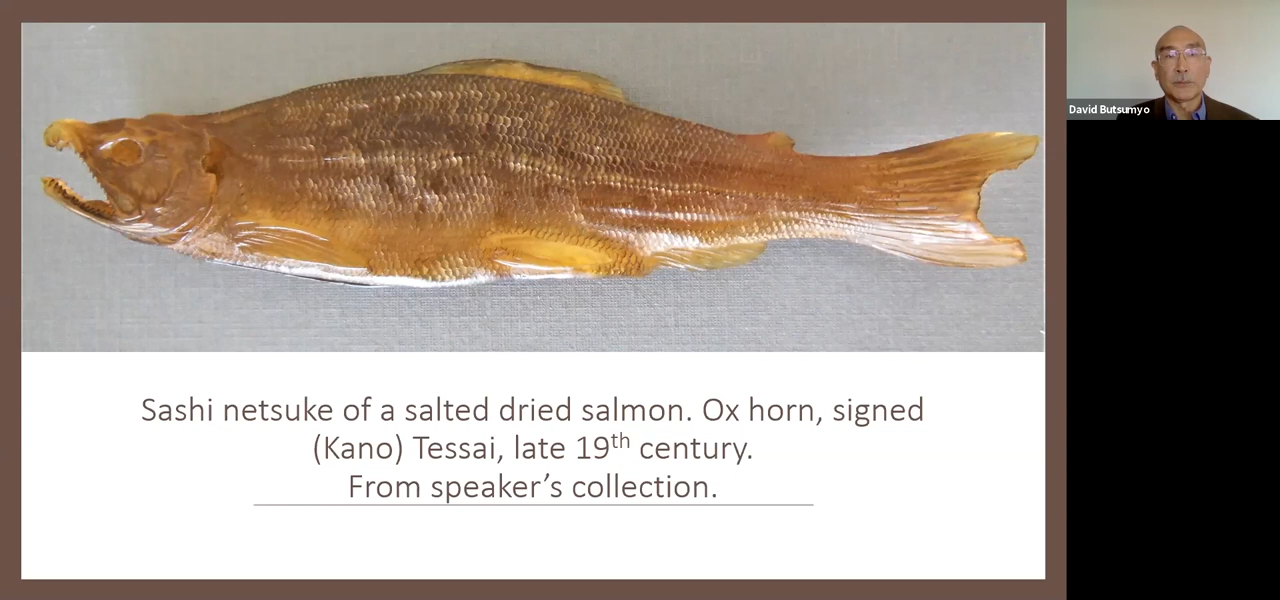 Sashi netsuke of a salted dried salmon. Ox horn, signed
(Kano) Tessai, late 19th century.
From speaker’s collection.
David Butsumyo